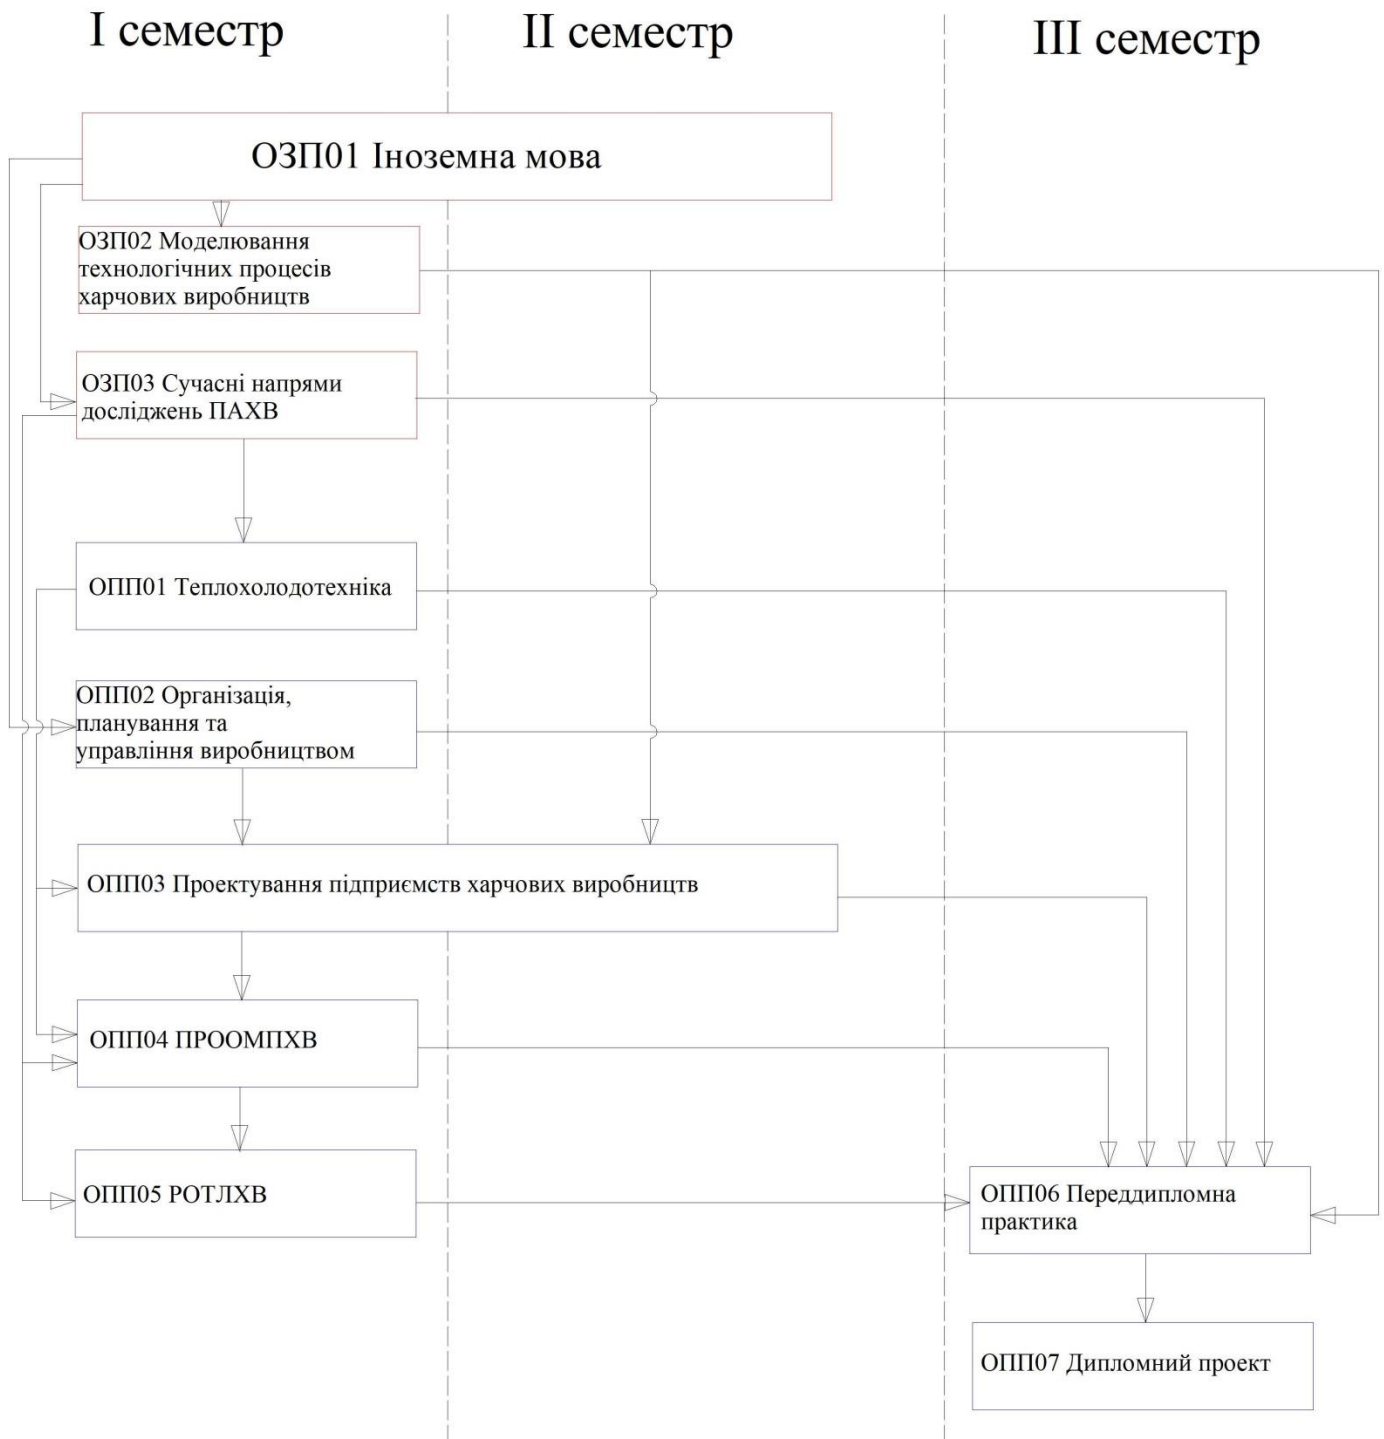 І семестр
ІІ семестр
ІІІ семестр
ОЗП01 Іноземна мова
ОЗП02 Моделювання
технологічних процесів
харчових виробництв
ОЗП03 Сучасні напрями
досліджень ПАХВ
ОПП01 Теплохолодотехніка
ОПП02 Організація,
планування та
управління виробництвом
ОПП03 Проектування підприємств харчових виробництв
ОПП04 ПРООМПХВ
ОПП05 РОТЛХВ
ОПП06 Переддипломна
практика
ОПП07 Дипломний проект